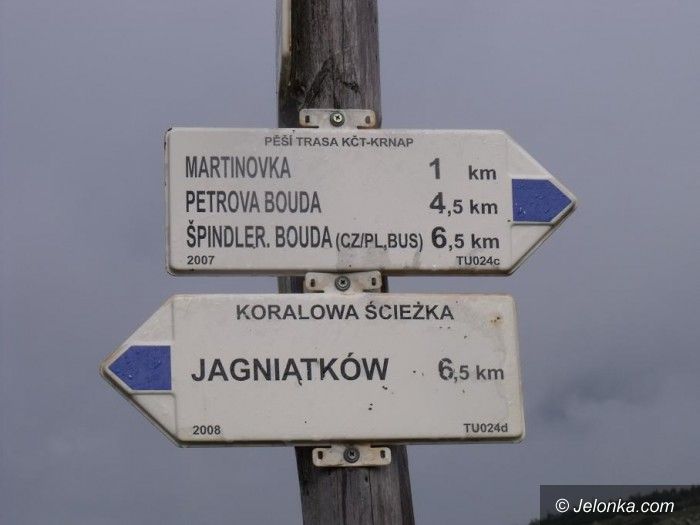 PĚŠÍ TRASA KČT-KRNAP
MARTINOVKA 1 km
PETROVA BOUDA 4,5 km
ŠPINDLER. BOUDA (CZ/PL,BUS) 6,5 km
2007 TU024c
KORALOWA ŚCIEŻKA
JAGNIĄTKÓW 6,5 km
2008 TU024d
© Jelonka.com